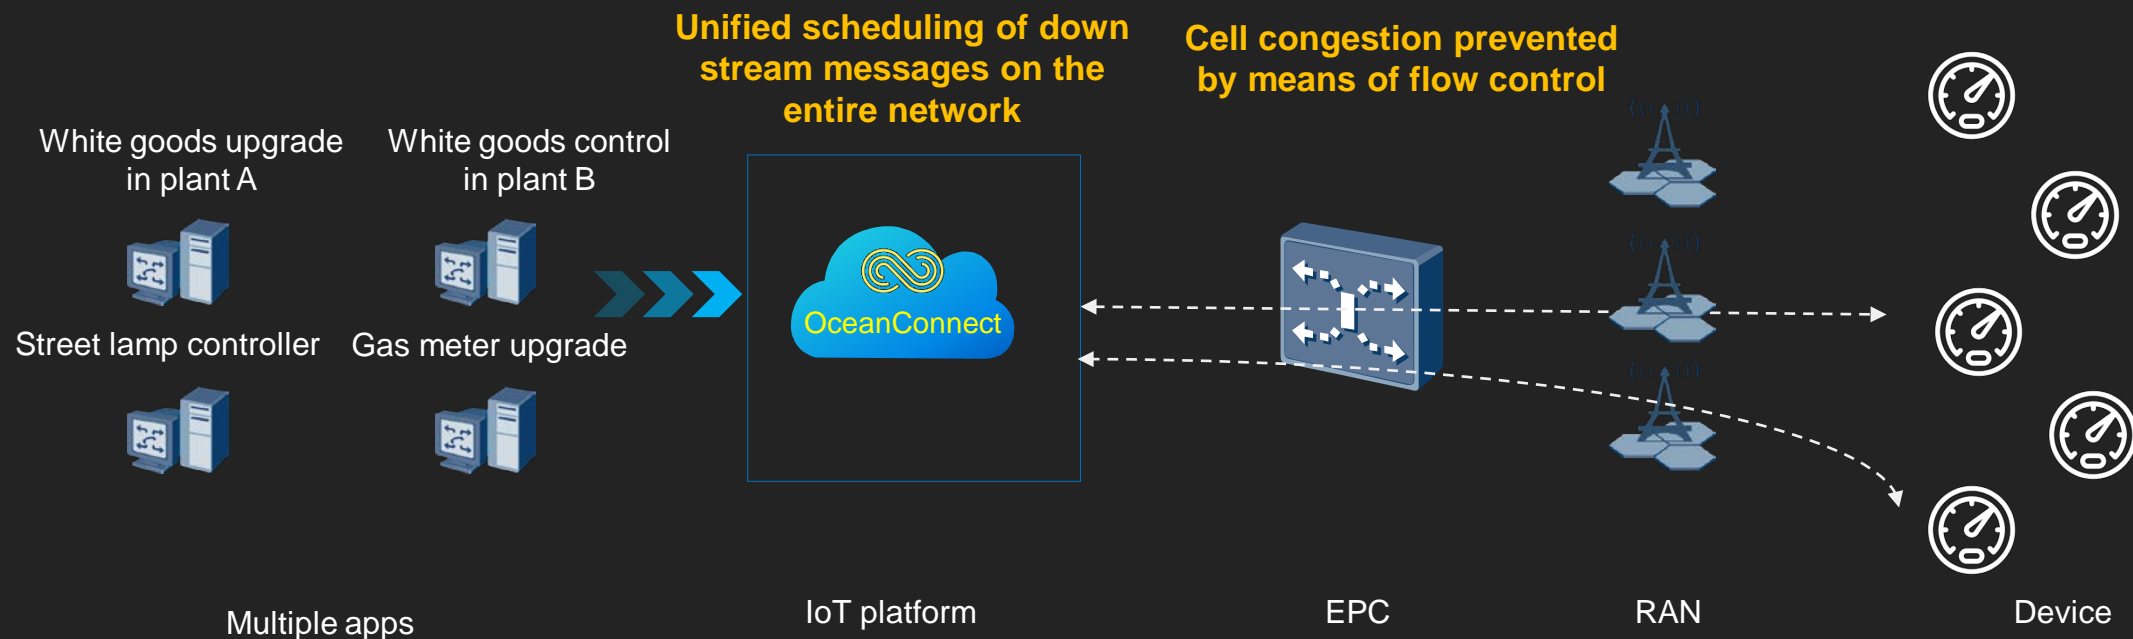 Unified scheduling of down
stream messages on the
entire network
Cell congestion prevented
by means of flow control
White goods upgrade
in plant A
White goods control
in plant B
Street lamp controller
Gas meter upgrade
OceanConnect
Multiple apps
IoT platform
EPC
RAN
Device